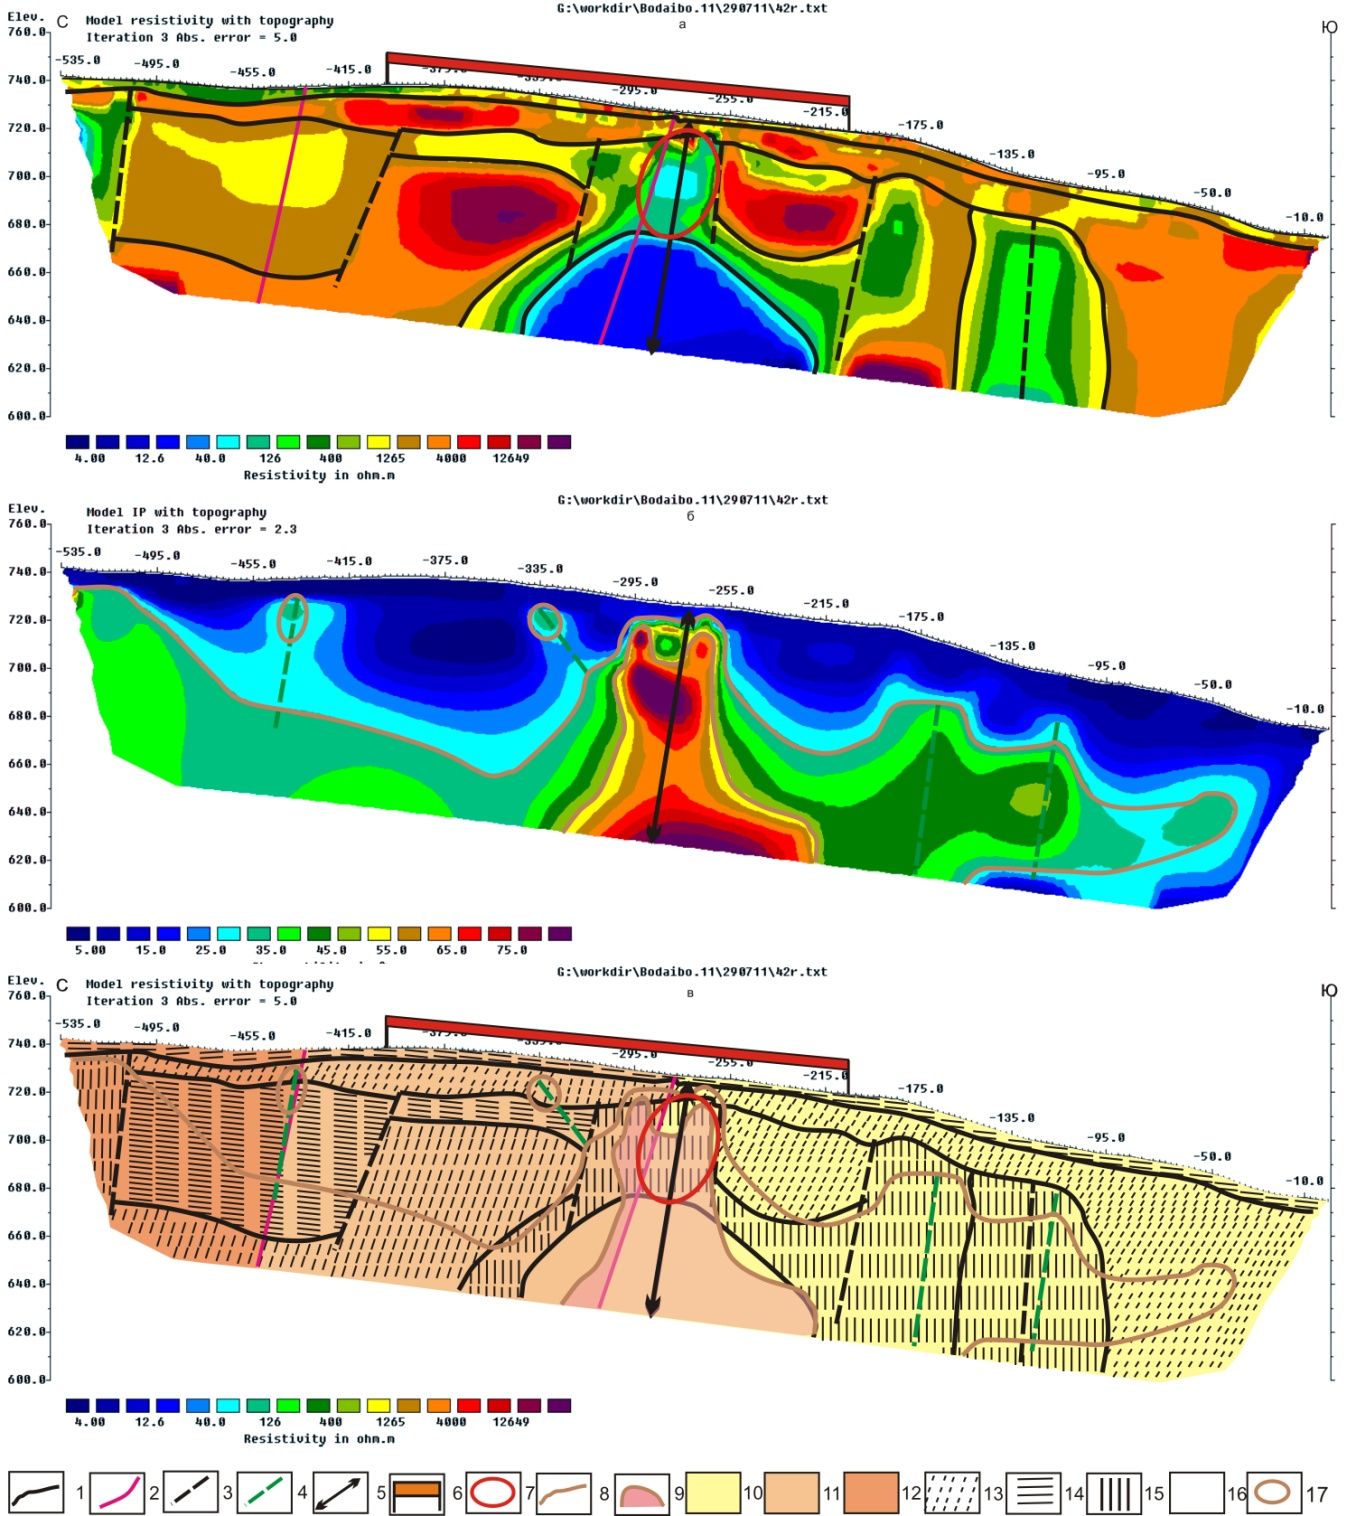 G:\workdir\Bodaibo.11\290711\42r.txt
Elev. С Model resistivity with topography а Ю
Iteration 3 Abs. error = 5.0
760.0
740.0
720.0
700.0
680.0
660.0
640.0
620.0
600.0
-535.0 -495.0 -455.0 -415.0 -375.0 -335.0 -295.0 -255.0 -215.0 -175.0 -135.0 -95.0 -50.0 -10.0
4.00 12.6 40.0 126 400 1265 4000 12649
Resistivity in ohm.m
G:\workdir\Bodaibo.11\290711\42r.txt
Elev. Model IP with topography б
Iteration 3 Abs. error = 2.3
760.0
740.0
720.0
700.0
680.0
660.0
640.0
620.0
600.0
-535.0 -495.0 -455.0 -415.0 -375.0 -335.0 -295.0 -255.0 -215.0 -175.0 -135.0 -95.0 -50.0 -10.0
5.00 15.0 25.0 35.0 45.0 55.0 65.0 75.0
G:\workdir\Bodaibo.11\290711\42r.txt
Elev. С Model resistivity with topography в Ю
Iteration 3 Abs. error = 5.0
760.0
740.0
720.0
700.0
680.0
660.0
640.0
620.0
600.0
-535.0 -495.0 -455.0 -415.0 -375.0 -335.0 -295.0 -255.0 -215.0 -175.0 -135.0 -95.0 -50.0 -10.0
4.00 12.6 40.0 126 400 1265 4000 12649
Resistivity in ohm.m
1 2 3 4 5 6 7 8 9 10 11 12 13 14 15 16 17